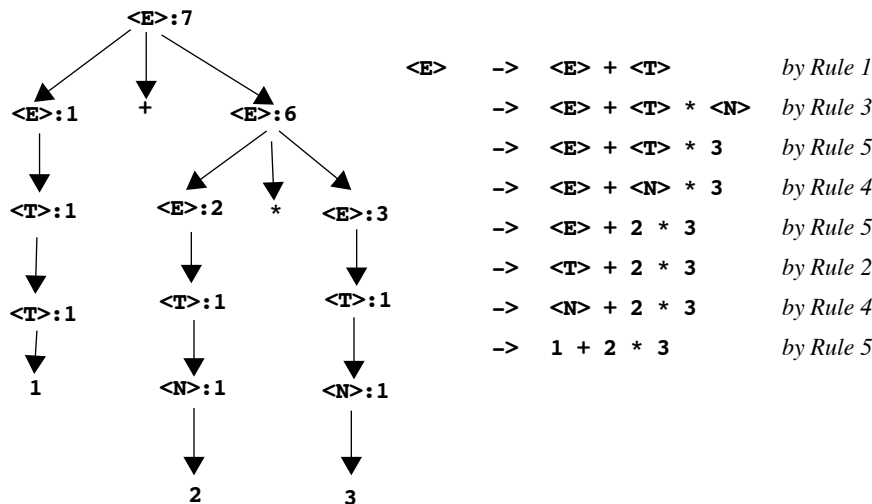 <E>:7
<E>:1 + <E>:6
<T>:1 <E>:2 * <E>:3
<T>:1 <T>:1 <T>:1
1 <N>:1 <N>:1
2 3
<E> –> <E> + <T> by Rule 1
–> <E> + <T> * <N> by Rule 3
–> <E> + <T> * 3 by Rule 5
–> <E> + <N> * 3 by Rule 4
–> <E> + 2 * 3 by Rule 5
–> <T> + 2 * 3 by Rule 2
–> <N> + 2 * 3 by Rule 4
–> 1 + 2 * 3 by Rule 5